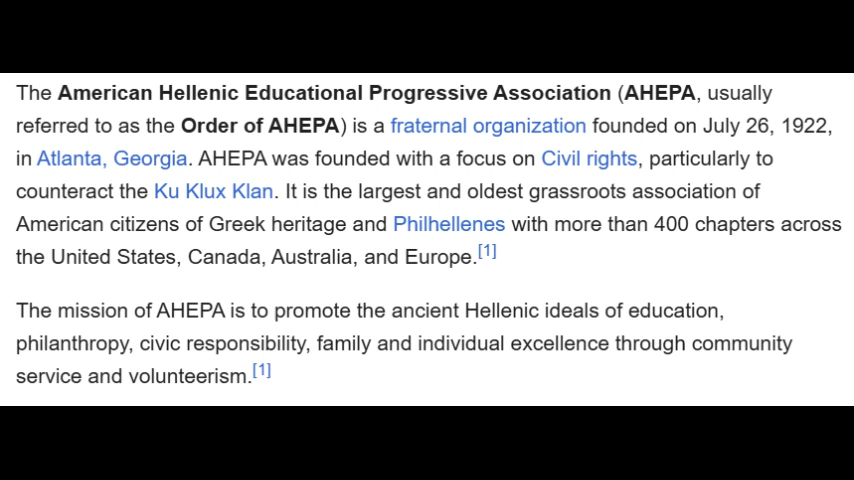 The American Hellenic Educational Progressive Association (AHEPA, usually
referred to as the Order of AHEPA) is a fraternal organization founded on July 26, 1922,
in Atlanta, Georgia. AHEPA was founded with a focus on Civil rights, particularly to
counteract the Ku Klux Klan. It is the largest and oldest grassroots association of
American citizens of Greek heritage and Philhellenes with more than 400 chapters across
the United States, Canada, Australia, and Europe.[1]
The mission of AHEPA is to promote the ancient Hellenic ideals of education,
philanthropy, civic responsibility, family and individual excellence through community
service and volunteerism.[1]